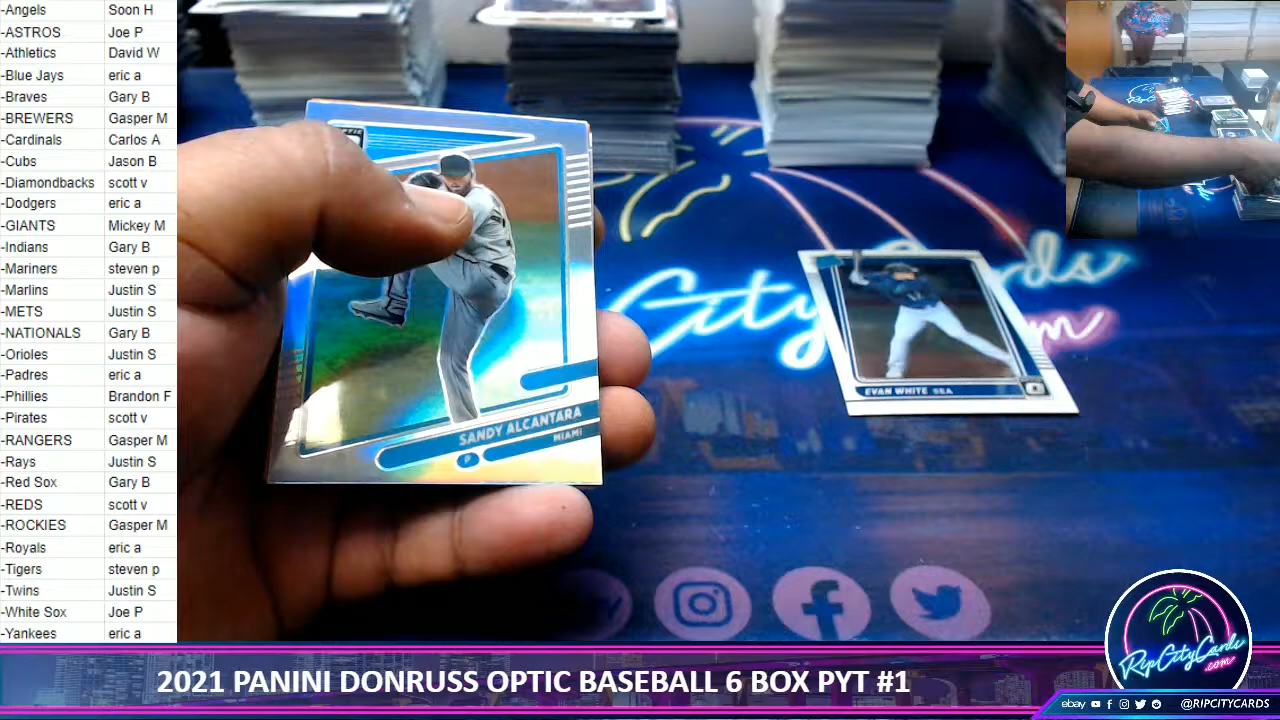 -Angels Soon H
-ASTROS Joe P
-Athletics David W
-Blue Jays eric a
-Braves Gary B
-BREWERS Gasper M
-Cardinals Carlos A
-Cubs Jason B
-Diamondbacks scott v
-Dodgers eric a
-GIANTS Mickey M
-Indians Gary B
-Mariners steven p
-Marlins Justin S
-METS Justin S
-NATIONALS Gary B
-Orioles Justin S
-Padres eric a
-Phillies Brandon F
-Pirates scott v
-RANGERS Gasper M
-Rays Justin S
-Red Sox Gary B
-REDS scott v
-ROCKIES Gasper M
-Royals eric a
-Tigers steven p
-Twins Justin S
-White Sox Joe P
-Yankees eric a
SANDY ALCANTARA
MIAMI
P
EVAN WHITE SEA
2021 PANINI DONRUSS OPTIC BASEBALL 6 BOX PYT #1
RipCityCards
.com
ebay @RIPCITYCARDS